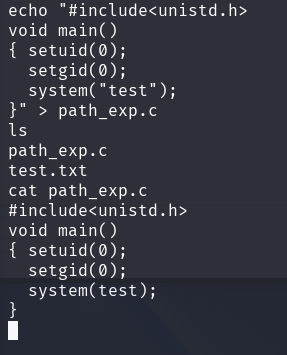 echo "#include<unistd.h>
void main()
{ setuid(0);
  setgid(0);
  system("test");
}" > path_exp.c
ls
path_exp.c
test.txt
cat path_exp.c
#include<unistd.h>
void main()
{ setuid(0);
  setgid(0);
  system(test);
}